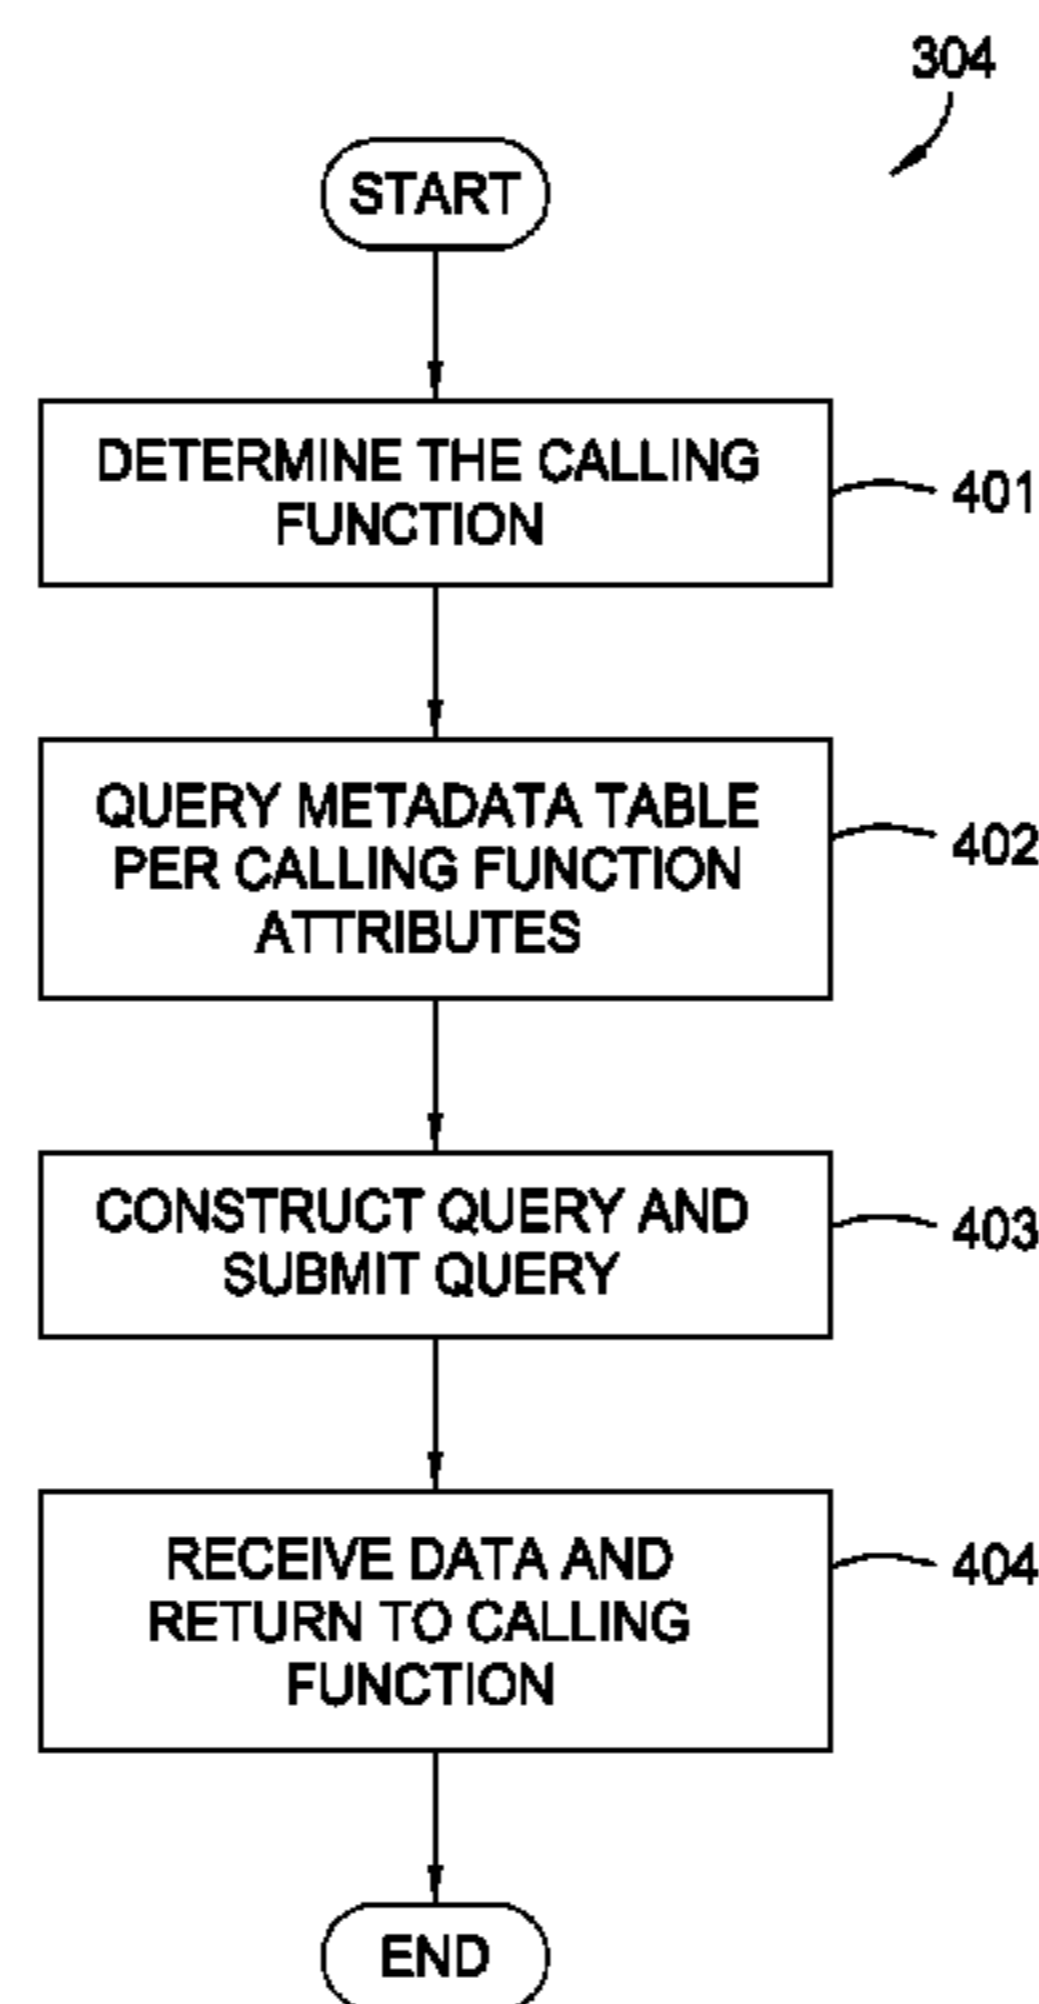 304
START
DETERMINE THE CALLING
FUNCTION
401
QUERY METADATA TABLE
PER CALLING FUNCTION
ATTRIBUTES
402
CONSTRUCT QUERY AND
SUBMIT QUERY
403
RECEIVE DATA AND
RETURN TO CALLING
FUNCTION
404
END